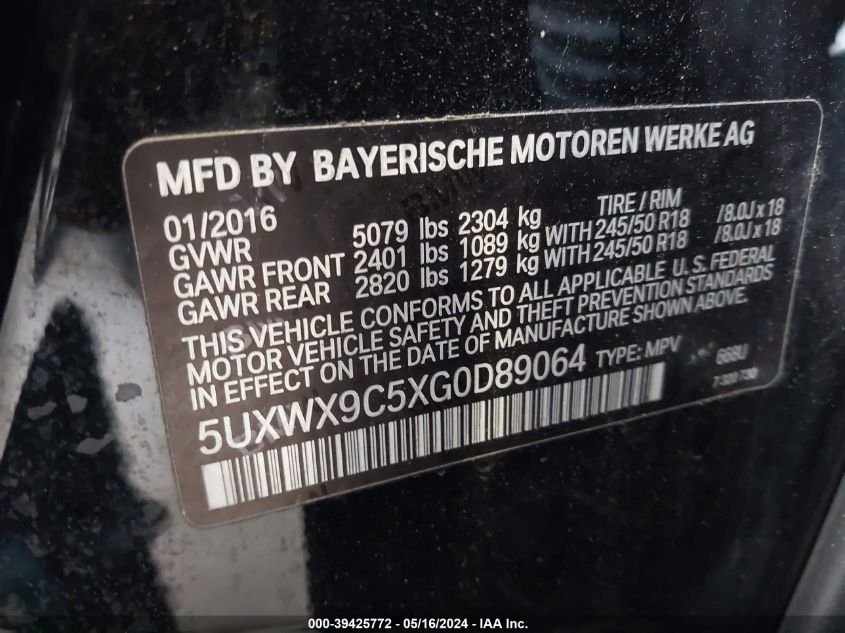 MFD BY BAYERISCHE MOTOREN WERKE AG
01/2016 TIRE / RIM
GVWR 5079 lbs 2304 kg
GAWR FRONT 2401 lbs 1089 kg WITH 245/50 R18 /8.0J x 18
GAWR REAR 2820 lbs 1279 kg WITH 245/50 R18 /8.0J x 18
THIS VEHICLE CONFORMS TO ALL APPLICABLE U. S. FEDERAL
MOTOR VEHICLE SAFETY AND THEFT PREVENTION STANDARDS
IN EFFECT ON THE DATE OF MANUFACTURE SHOWN ABOVE.
5UXWX9C5XG0D89064 TYPE: MPV
000-39425772 - 05/16/2024 - IAA Inc.